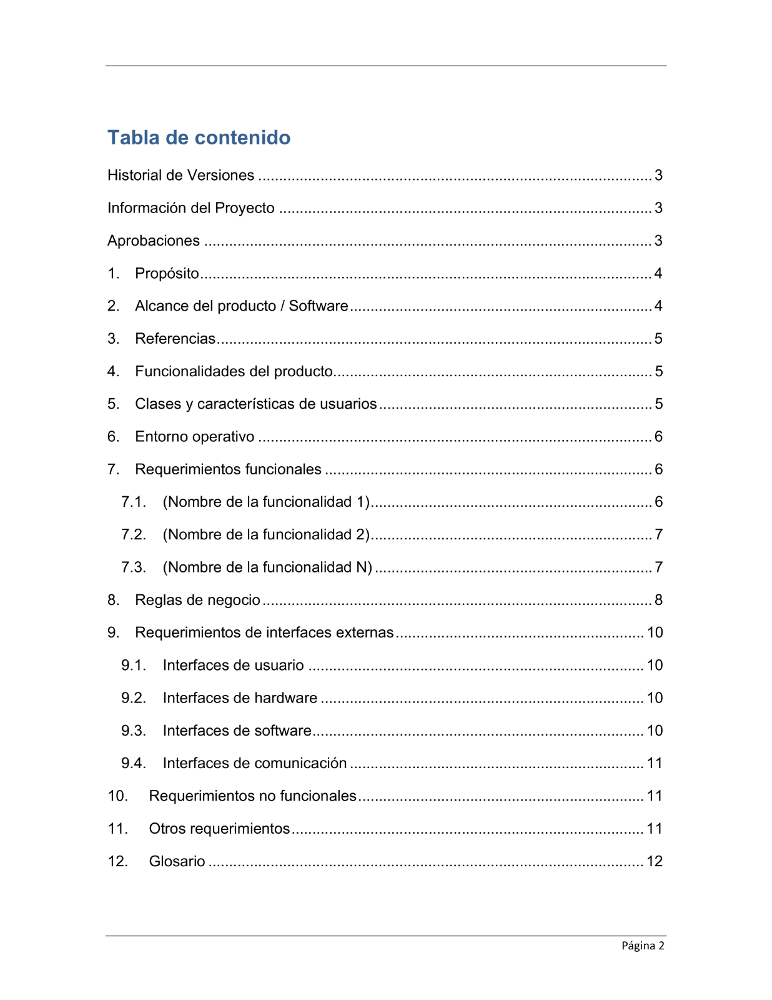 Tabla de contenido
Historial de Versiones ................................................................................................ 3
Información del Proyecto ........................................................................................... 3
Aprobaciones ............................................................................................................. 3
1. Propósito.............................................................................................................. 4
2. Alcance del producto / Software.......................................................................... 4
3. Referencias.......................................................................................................... 5
4. Funcionalidades del producto.............................................................................. 5
5. Clases y características de usuarios................................................................... 5
6. Entorno operativo ................................................................................................ 6
7. Requerimientos funcionales ................................................................................ 6
7.1. (Nombre de la funcionalidad 1)..................................................................... 6
7.2. (Nombre de la funcionalidad 2)..................................................................... 7
7.3. (Nombre de la funcionalidad N) .................................................................... 7
8. Reglas de negocio ............................................................................................... 8
9. Requerimientos de interfaces externas............................................................. 10
9.1. Interfaces de usuario .................................................................................. 10
9.2. Interfaces de hardware ............................................................................... 10
9.3. Interfaces de software................................................................................. 10
9.4. Interfaces de comunicación ........................................................................ 11
10. Requerimientos no funcionales...................................................................... 11
11. Otros requerimientos...................................................................................... 11
12. Glosario .......................................................................................................... 12
Página 2